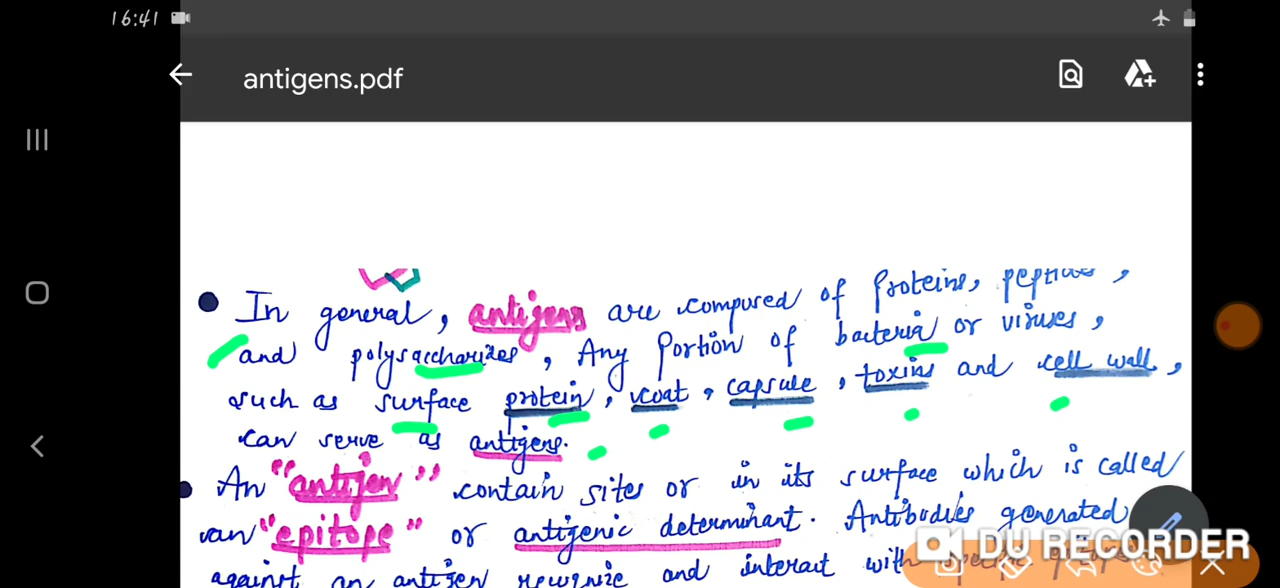 16:41
antigens.pdf
In general, antigens are composed of proteins, peptides,
and polysaccharides, Any portion of bacteria or viruses,
such as surface protein, coat, capsule, toxins and cell wall,
can serve as antigens.
An "antigen" contain sites or in its surface which is called
an "epitope" or antigenic determinant. Antibodies generated
against an antigen recognize and interact with specific
DU RECORDER